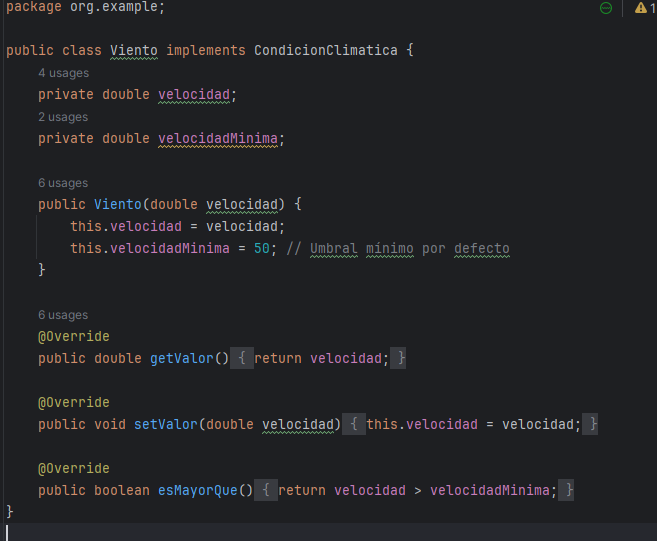 package org.example;
1
public class Viento implements CondicionClimatica {
4 usages
private double velocidad;
2 usages
private double velocidadMinima;
6 usages
public Viento(double velocidad) {
this.velocidad = velocidad;
this.velocidadMinima = 50; // Umbral mínimo por defecto
}
6 usages
@Override
public double getValor() { return velocidad; }
@Override
public void setValor(double velocidad) { this.velocidad = velocidad; }
@Override
public boolean esMayorQue() { return velocidad > velocidadMinima; }
}